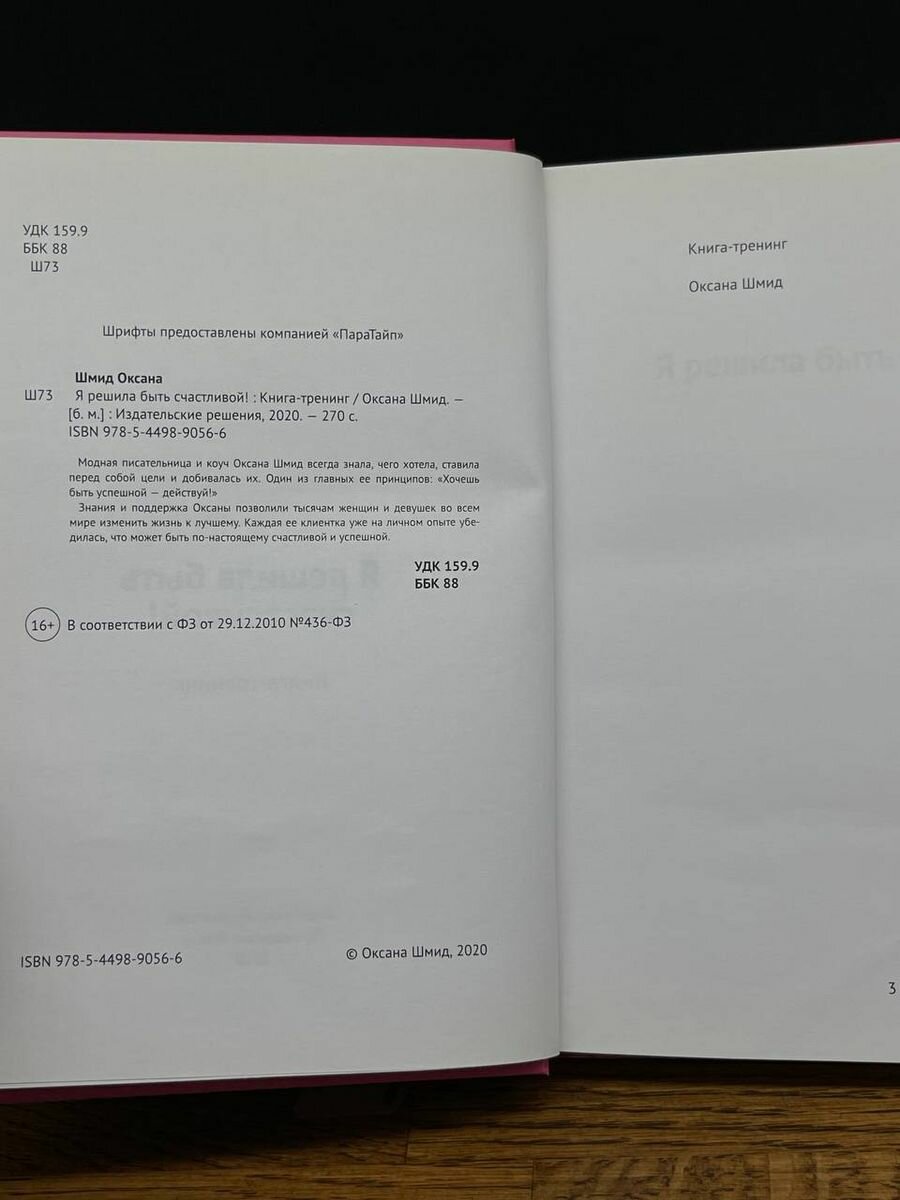 УДК 159.9
ББК 88
Ш73
Шрифты предоставлены компанией «ПараТайп»
Шмид Оксана
Ш73 Я решила быть счастливой! : Книга-тренинг / Оксана Шмид. —
[б. м.] : Издательские решения, 2020. — 270 с.
ISBN 978-5-4498-9056-6
Модная писательница и коуч Оксана Шмид всегда знала, чего хотела, ставила
перед собой цели и добивалась их. Один из главных ее принципов: «Хочешь
быть успешной — действуй!»
Знания и поддержка Оксаны позволили тысячам женщин и девушек во всем
мире изменить жизнь к лучшему. Каждая ее клиентка уже на личном опыте убе-
дилась, что может быть по-настоящему счастливой и успешной.
УДК 159.9
ББК 88
16+ В соответствии с ФЗ от 29.12.2010 №436-ФЗ
ISBN 978-5-4498-9056-6
© Оксана Шмид, 2020
Книга-тренинг
Оксана Шмид
Я решила быть
3